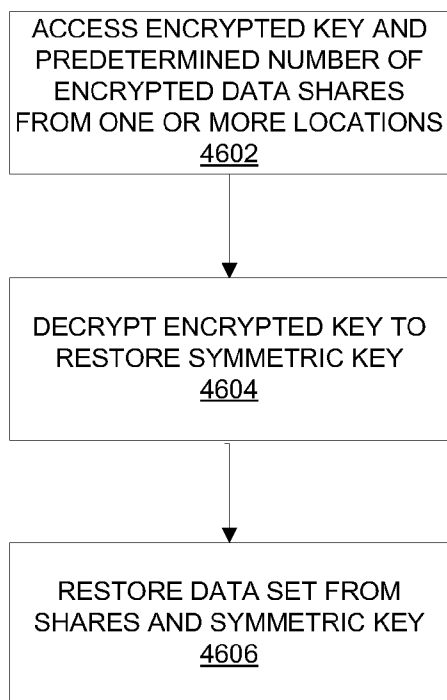 ACCESS ENCRYPTED KEY AND
PREDETERMINED NUMBER OF
ENCRYPTED DATA SHARES
FROM ONE OR MORE LOCATIONS
4602
DECRYPT ENCRYPTED KEY TO
RESTORE SYMMETRIC KEY
4604
RESTORE DATA SET FROM
SHARES AND SYMMETRIC KEY
4606